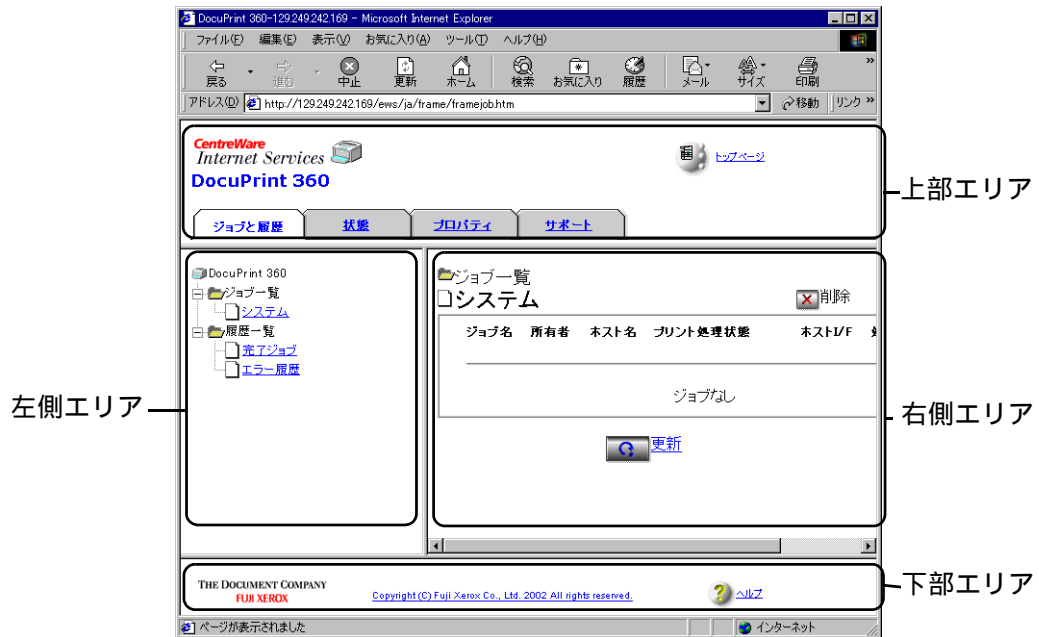 DocuPrint 360-129.249.242.169 - Microsoft Internet Explorer
ファイル(F) 編集(E) 表示(V) お気に入り(A) ツール(T) ヘルプ(H)
戻る 進む 中止 更新 ホーム 検索 お気に入り 履歴 メール サイズ 印刷 »
アドレス(D) http://129.249.242.169/ews/ja/frame/framejob.htm 移動 リンク »
CentreWare
Internet Services
DocuPrint 360
トップページ
上部エリア
ジョブと履歴 状態 プロパティ サポート
DocuPrint 360
ジョブ一覧
システム
履歴一覧
完了ジョブ
エラー履歴
左側エリア
ジョブ一覧
システム
削除
ジョブ名 所有者 ホスト名 プリント処理状態 ホストI/F
ジョブなし
更新
右側エリア
THE DOCUMENT COMPANY
FUJI XEROX
Copyright (C) Fuji Xerox Co., Ltd. 2002 All rights reserved.
ヘルプ
下部エリア
ページが表示されました インターネット